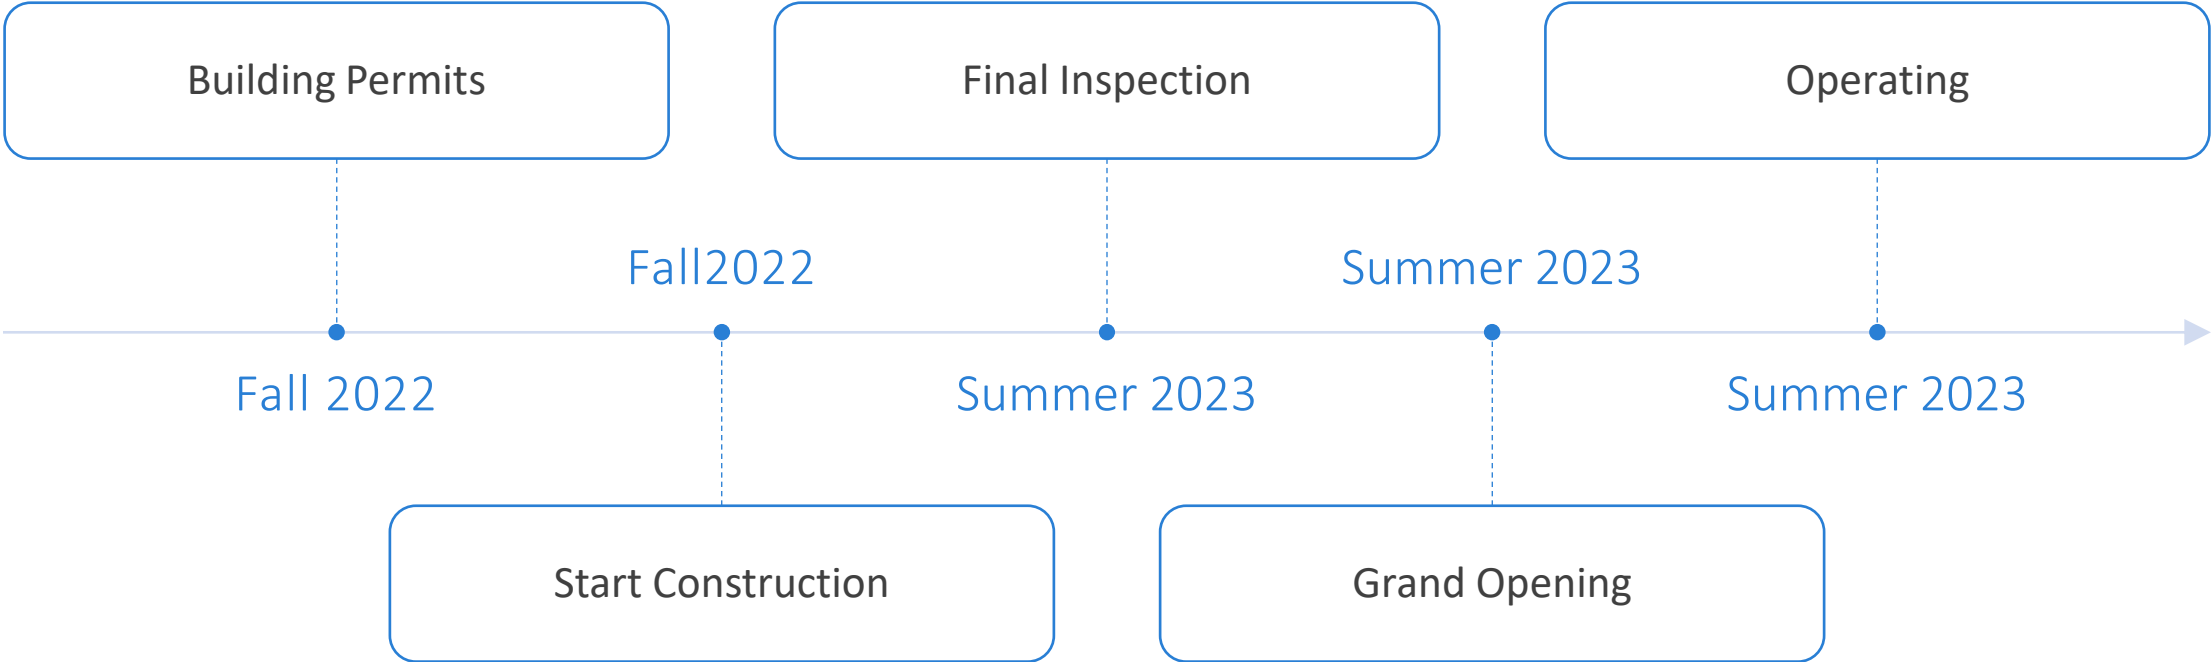 Building Permits
Final Inspection
Operating
Fall2022
Summer 2023
Fall 2022
Summer 2023
Summer 2023
Start Construction
Grand Opening